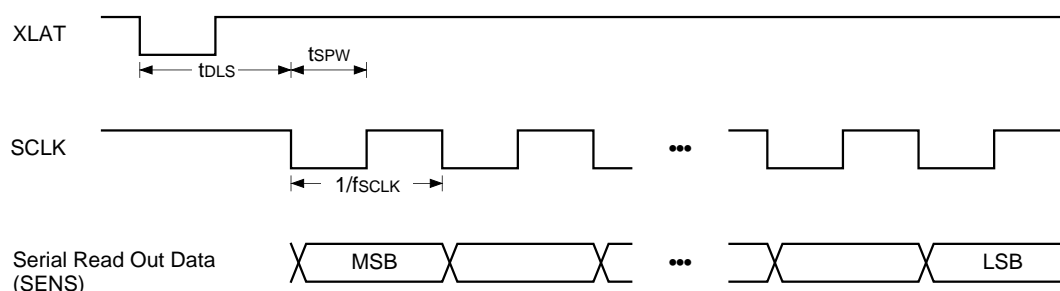 XLAT
tDLS
tSPW
SCLK
•••
1/fSCLK
Serial Read Out Data
(SENS)
MSB
•••
LSB